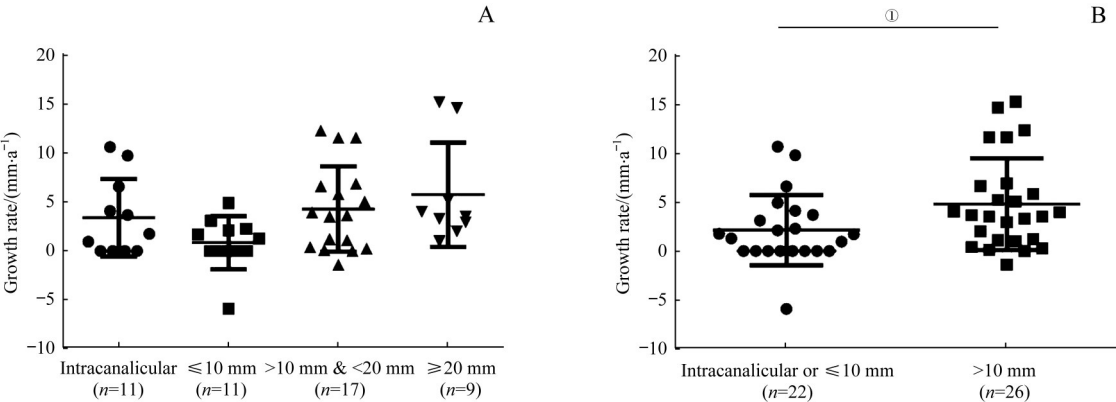 A
Growth rate/(mm·a⁻¹)
20
15
10
5
0
−5
−10
Intracanalicular ≤10 mm >10 mm & <20 mm ≥20 mm
(n=11) (n=11) (n=17) (n=9)
B
①
Growth rate/(mm·a⁻¹)
20
15
10
5
0
−5
−10
Intracanalicular or ≤10 mm >10 mm
(n=22) (n=26)